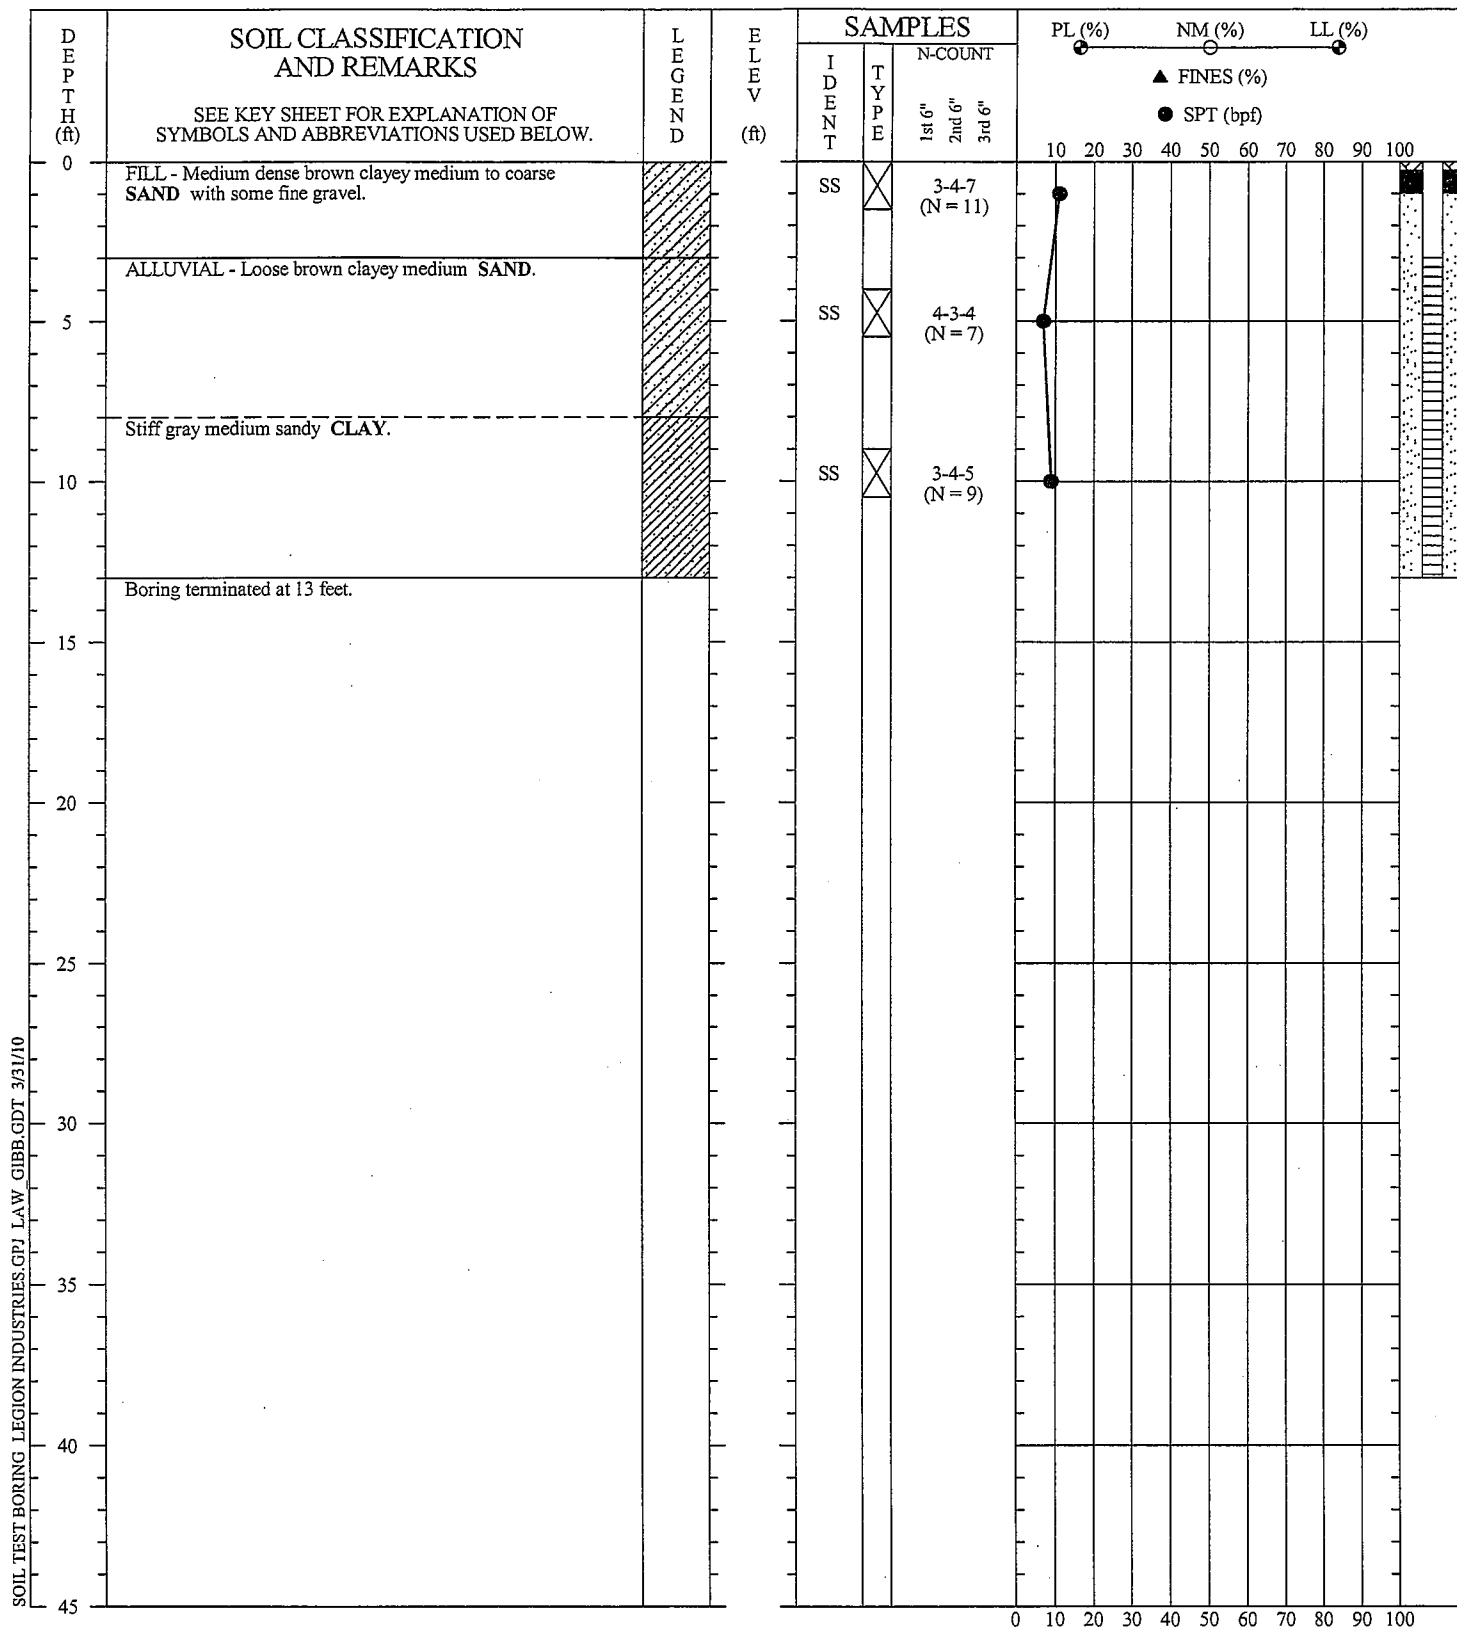 DEPTH
(ft)
SOIL CLASSIFICATION
AND REMARKS
SEE KEY SHEET FOR EXPLANATION OF
SYMBOLS AND ABBREVIATIONS USED BELOW.
LEGEND
ELEV
(ft)
SAMPLES
IDENT
TYPE
N-COUNT
1st 6"
2nd 6"
3rd 6"
PL (%) NM (%) LL (%)
▲ FINES (%)
● SPT (bpf)
10 20 30 40 50 60 70 80 90 100
0
FILL - Medium dense brown clayey medium to coarse
SAND with some fine gravel.
SS
3-4-7
(N = 11)
ALLUVIAL - Loose brown clayey medium SAND.
5
SS
4-3-4
(N = 7)
Stiff gray medium sandy CLAY.
10
SS
3-4-5
(N = 9)
Boring terminated at 13 feet.
15
20
25
30
35
40
45
0 10 20 30 40 50 60 70 80 90 100
SOIL TEST BORING LEGION INDUSTRIES.GPJ LAW_GIBB.GDT 3/31/10